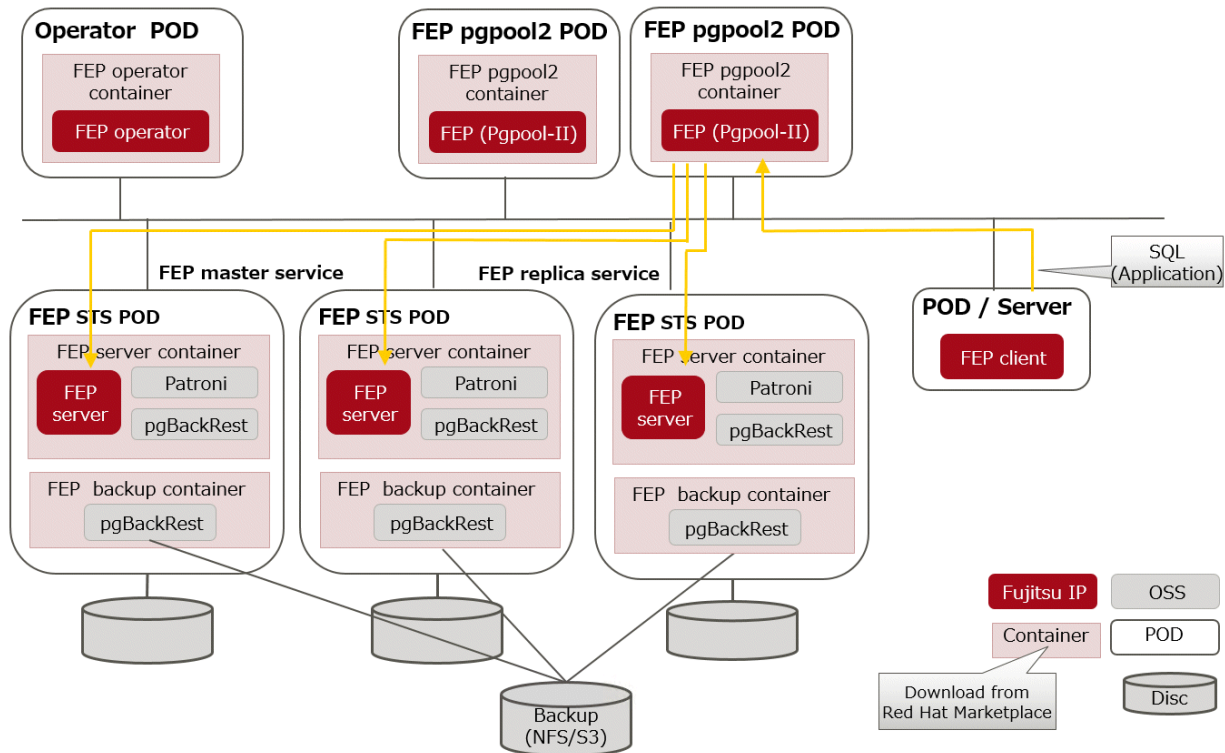 Operator POD
FEP operator
container
FEP operator
FEP pgpool2 POD
FEP pgpool2
container
FEP (Pgpool-II)
FEP pgpool2 POD
FEP pgpool2
container
FEP (Pgpool-II)
SQL
(Application)
FEP master service
FEP replica service
FEP STS POD
FEP server container
FEP
server
Patroni
pgBackRest
FEP backup container
pgBackRest
FEP STS POD
FEP server container
FEP
server
Patroni
pgBackRest
FEP backup container
pgBackRest
FEP STS POD
FEP server container
FEP
server
Patroni
pgBackRest
FEP backup container
pgBackRest
POD / Server
FEP client
Backup
(NFS/S3)
Fujitsu IP
OSS
Container
POD
Download from
Red Hat Marketplace
Disc